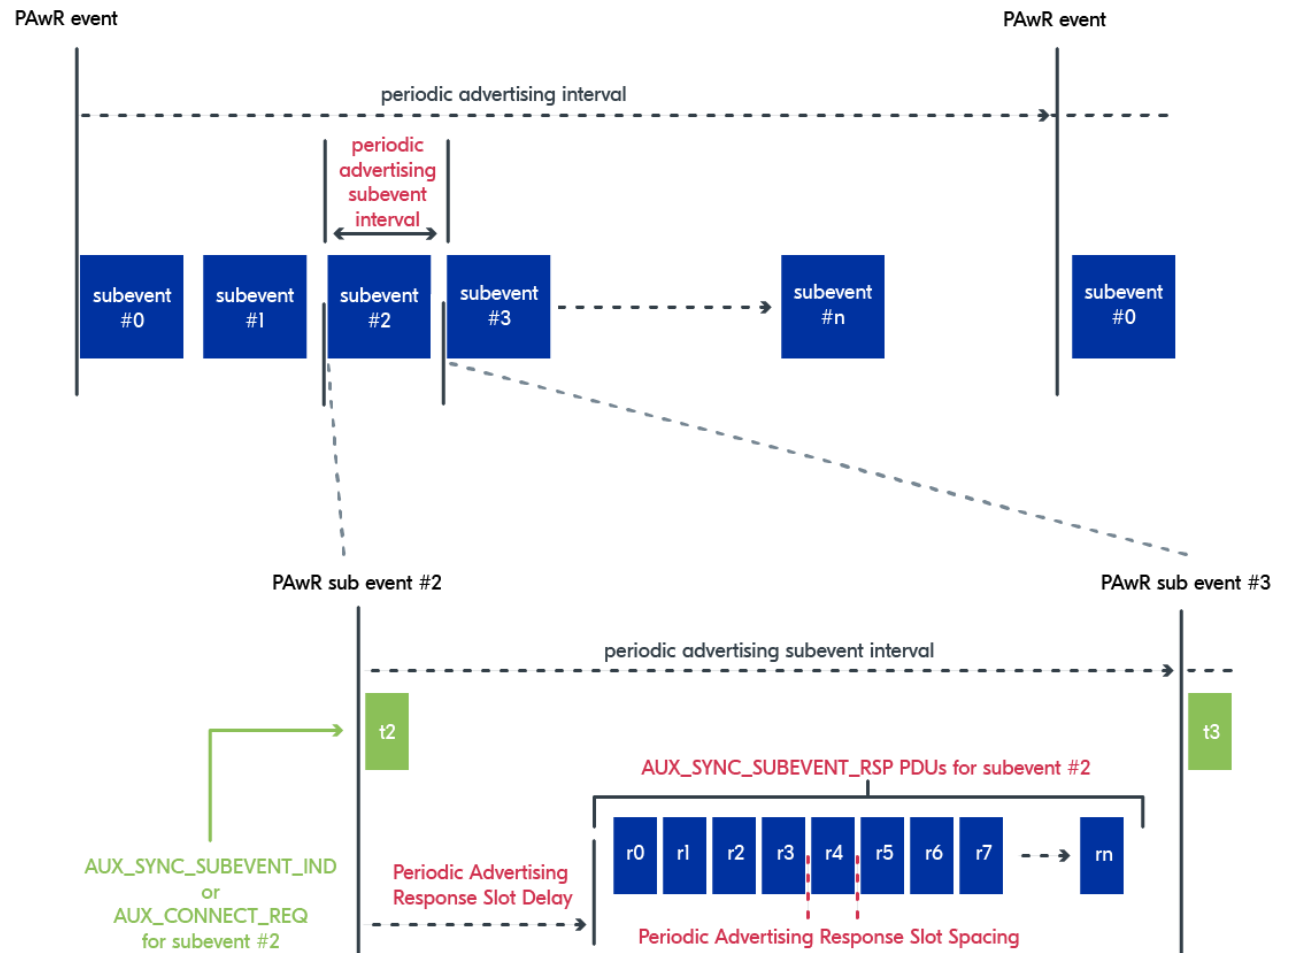 PAwR event
PAwR event
periodic advertising interval
periodic
advertising
subevent
interval
subevent
#0
subevent
#1
subevent
#2
subevent
#3
subevent
#n
subevent
#0
PAwR sub event #2
PAwR sub event #3
periodic advertising subevent interval
t2
t3
AUX_SYNC_SUBEVENT_RSP PDUs for subevent #2
r0
r1
r2
r3
r4
r5
r6
r7
rn
AUX_SYNC_SUBEVENT_IND
or
AUX_CONNECT_REQ
for subevent #2
Periodic Advertising
Response Slot Delay
Periodic Advertising Response Slot Spacing